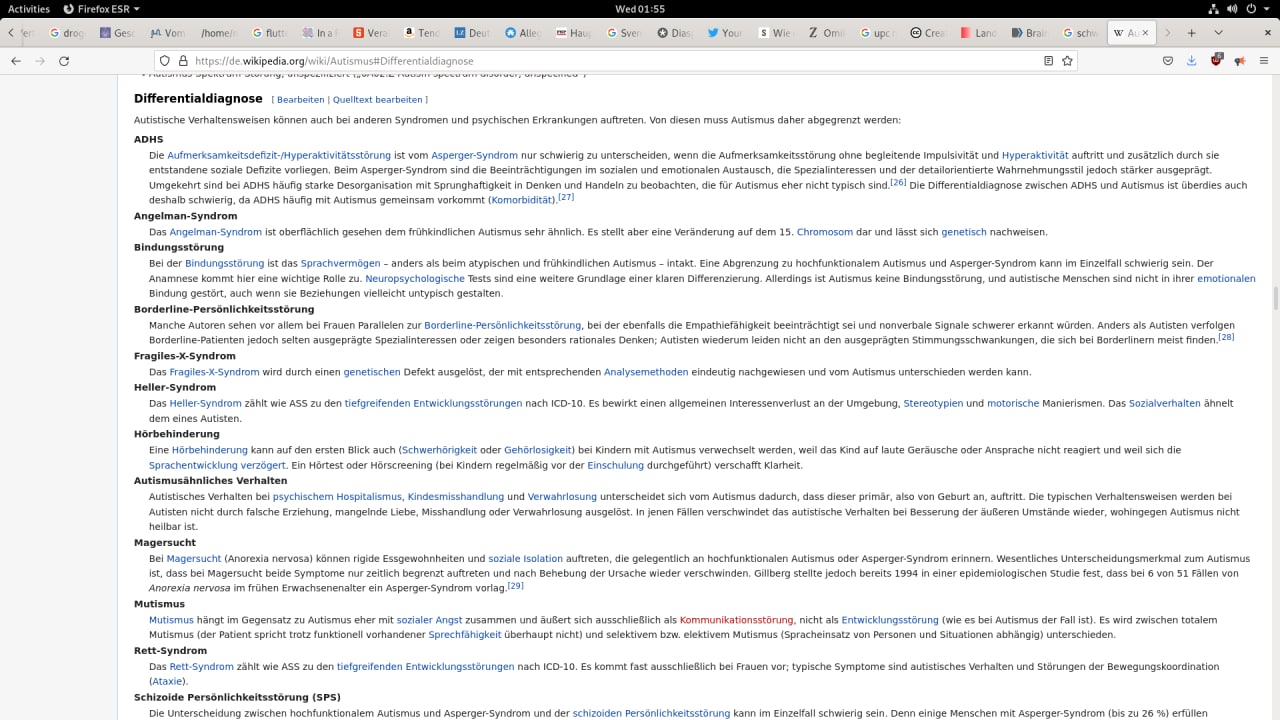 Activities Firefox ESR Wed 01:55
drog Gesc Vom /home/r flutt In a Vera Tend Deut Alleg Hau Sven Dias Your Wie Omil upc Creat Land Brain schw Au
https://de.wikipedia.org/wiki/Autismus#Differentialdiagnose
Autismus-Spektrum-Störung, unspezifiziert („6A02.Z Autism spectrum disorder, unspecified“)
Differentialdiagnose [ Bearbeiten | Quelltext bearbeiten ]
Autistische Verhaltensweisen können auch bei anderen Syndromen und psychischen Erkrankungen auftreten. Von diesen muss Autismus daher abgegrenzt werden:
ADHS
Die Aufmerksamkeitsdefizit-/Hyperaktivitätsstörung ist vom Asperger-Syndrom nur schwierig zu unterscheiden, wenn die Aufmerksamkeitsstörung ohne begleitende Impulsivität und Hyperaktivität auftritt und zusätzlich durch sie
entstandene soziale Defizite vorliegen. Beim Asperger-Syndrom sind die Beeinträchtigungen im sozialen und emotionalen Austausch, die Spezialinteressen und der detailorientierte Wahrnehmungsstil jedoch stärker ausgeprägt.
Umgekehrt sind bei ADHS häufig starke Desorganisation mit Sprunghaftigkeit in Denken und Handeln zu beobachten, die für Autismus eher nicht typisch sind.[26] Die Differentialdiagnose zwischen ADHS und Autismus ist überdies auch
deshalb schwierig, da ADHS häufig mit Autismus gemeinsam vorkommt (Komorbidität).[27]
Angelman-Syndrom
Das Angelman-Syndrom ist oberflächlich gesehen dem frühkindlichen Autismus sehr ähnlich. Es stellt aber eine Veränderung auf dem 15. Chromosom dar und lässt sich genetisch nachweisen.
Bindungsstörung
Bei der Bindungsstörung ist das Sprachvermögen – anders als beim atypischen und frühkindlichen Autismus – intakt. Eine Abgrenzung zu hochfunktionalem Autismus und Asperger-Syndrom kann im Einzelfall schwierig sein. Der
Anamnese kommt hier eine wichtige Rolle zu. Neuropsychologische Tests sind eine weitere Grundlage einer klaren Differenzierung. Allerdings ist Autismus keine Bindungsstörung, und autistische Menschen sind nicht in ihrer emotionalen
Bindung gestört, auch wenn sie Beziehungen vielleicht untypisch gestalten.
Borderline-Persönlichkeitsstörung
Manche Autoren sehen vor allem bei Frauen Parallelen zur Borderline-Persönlichkeitsstörung, bei der ebenfalls die Empathiefähigkeit beeinträchtigt sei und nonverbale Signale schwerer erkannt würden. Anders als Autisten verfolgen
Borderline-Patienten jedoch selten ausgeprägte Spezialinteressen oder zeigen besonders rationales Denken; Autisten wiederum leiden nicht an den ausgeprägten Stimmungsschwankungen, die sich bei Borderlinern meist finden.[28]
Fragiles-X-Syndrom
Das Fragiles-X-Syndrom wird durch einen genetischen Defekt ausgelöst, der mit entsprechenden Analysemethoden eindeutig nachgewiesen und vom Autismus unterschieden werden kann.
Heller-Syndrom
Das Heller-Syndrom zählt wie ASS zu den tiefgreifenden Entwicklungsstörungen nach ICD-10. Es bewirkt einen allgemeinen Interessenverlust an der Umgebung, Stereotypien und motorische Manierismen. Das Sozialverhalten ähnelt
dem eines Autisten.
Hörbehinderung
Eine Hörbehinderung kann auf den ersten Blick auch (Schwerhörigkeit oder Gehörlosigkeit) bei Kindern mit Autismus verwechselt werden, weil das Kind auf laute Geräusche oder Ansprache nicht reagiert und weil sich die
Sprachentwicklung verzögert. Ein Hörtest oder Hörscreening (bei Kindern regelmäßig vor der Einschulung durchgeführt) verschafft Klarheit.
Autismusähnliches Verhalten
Autistisches Verhalten bei psychischem Hospitalismus, Kindesmisshandlung und Verwahrlosung unterscheidet sich vom Autismus dadurch, dass dieser primär, also von Geburt an, auftritt. Die typischen Verhaltensweisen werden bei
Autisten nicht durch falsche Erziehung, mangelnde Liebe, Misshandlung oder Verwahrlosung ausgelöst. In jenen Fällen verschwindet das autistische Verhalten bei Besserung der äußeren Umstände wieder, wohingegen Autismus nicht
heilbar ist.
Magersucht
Bei Magersucht (Anorexia nervosa) können rigide Essgewohnheiten und soziale Isolation auftreten, die gelegentlich an hochfunktionalen Autismus oder Asperger-Syndrom erinnern. Wesentliches Unterscheidungsmerkmal zum Autismus
ist, dass bei Magersucht beide Symptome nur zeitlich begrenzt auftreten und nach Behebung der Ursache wieder verschwinden. Gillberg stellte jedoch bereits 1994 in einer epidemiologischen Studie fest, dass bei 6 von 51 Fällen von
Anorexia nervosa im frühen Erwachsenenalter ein Asperger-Syndrom vorlag.[29]
Mutismus
Mutismus hängt im Gegensatz zu Autismus eher mit sozialer Angst zusammen und äußert sich ausschließlich als Kommunikationsstörung, nicht als Entwicklungsstörung (wie es bei Autismus der Fall ist). Es wird zwischen totalem
Mutismus (der Patient spricht trotz funktionell vorhandener Sprechfähigkeit überhaupt nicht) und selektivem bzw. elektivem Mutismus (Spracheinsatz von Personen und Situationen abhängig) unterschieden.
Rett-Syndrom
Das Rett-Syndrom zählt wie ASS zu den tiefgreifenden Entwicklungsstörungen nach ICD-10. Es kommt fast ausschließlich bei Frauen vor; typische Symptome sind autistisches Verhalten und Störungen der Bewegungskoordination
(Ataxie).
Schizoide Persönlichkeitsstörung (SPS)
Die Unterscheidung zwischen hochfunktionalem Autismus und Asperger-Syndrom und der schizoiden Persönlichkeitsstörung kann im Einzelfall schwierig sein. Denn einige Menschen mit Asperger-Syndrom (bis zu 26 %) erfüllen